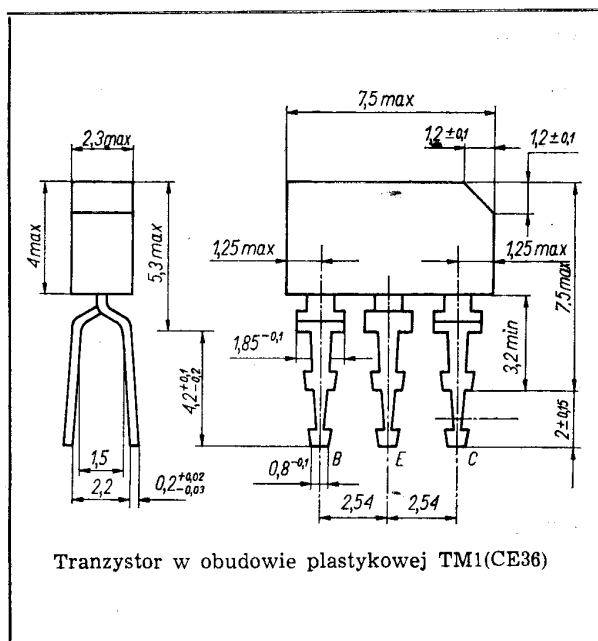 7,5 max
2,3 max
1,2 ±0,1
1,2 ±0,1
4 max
5,3 max
1,25 max
1,25 max
7,5 max
1,85 -0,1
3,2 min
4,2 +0,1 -0,2
2 ±0,15
B
E
C
1,5
0,8 -0,1
2,2
0,2 +0,02 -0,03
2,54
2,54
Tranzystor w obudowie plastykowej TM1(CE36)